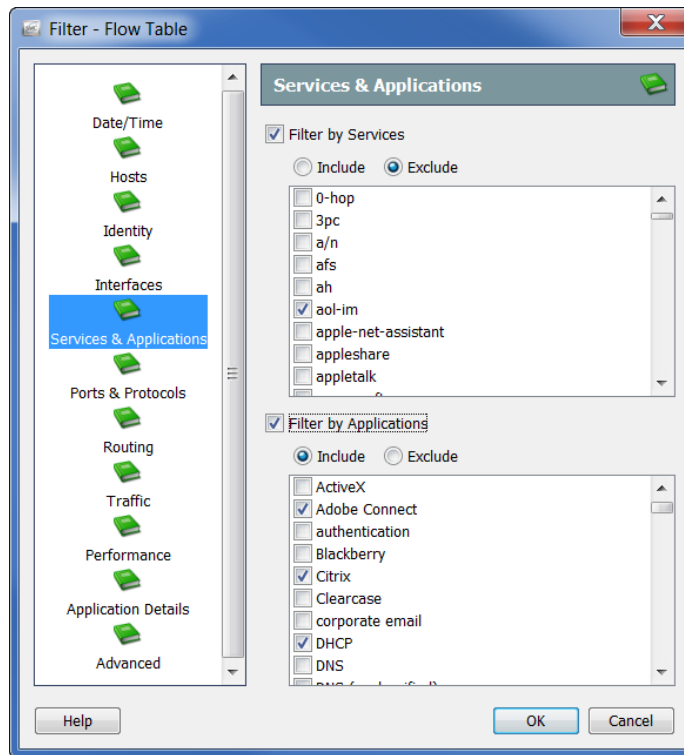 Filter - Flow Table
Date/Time
Hosts
Identity
Interfaces
Services & Applications
Ports & Protocols
Routing
Traffic
Performance
Application Details
Advanced
Services & Applications
Filter by Services
Include Exclude
0-hop
3pc
a/n
afs
ah
aol-im
apple-net-assistant
appleshare
appletalk
Filter by Applications
Include Exclude
ActiveX
Adobe Connect
authentication
Blackberry
Citrix
Clearcase
corporate email
DHCP
DNS
Help OK Cancel